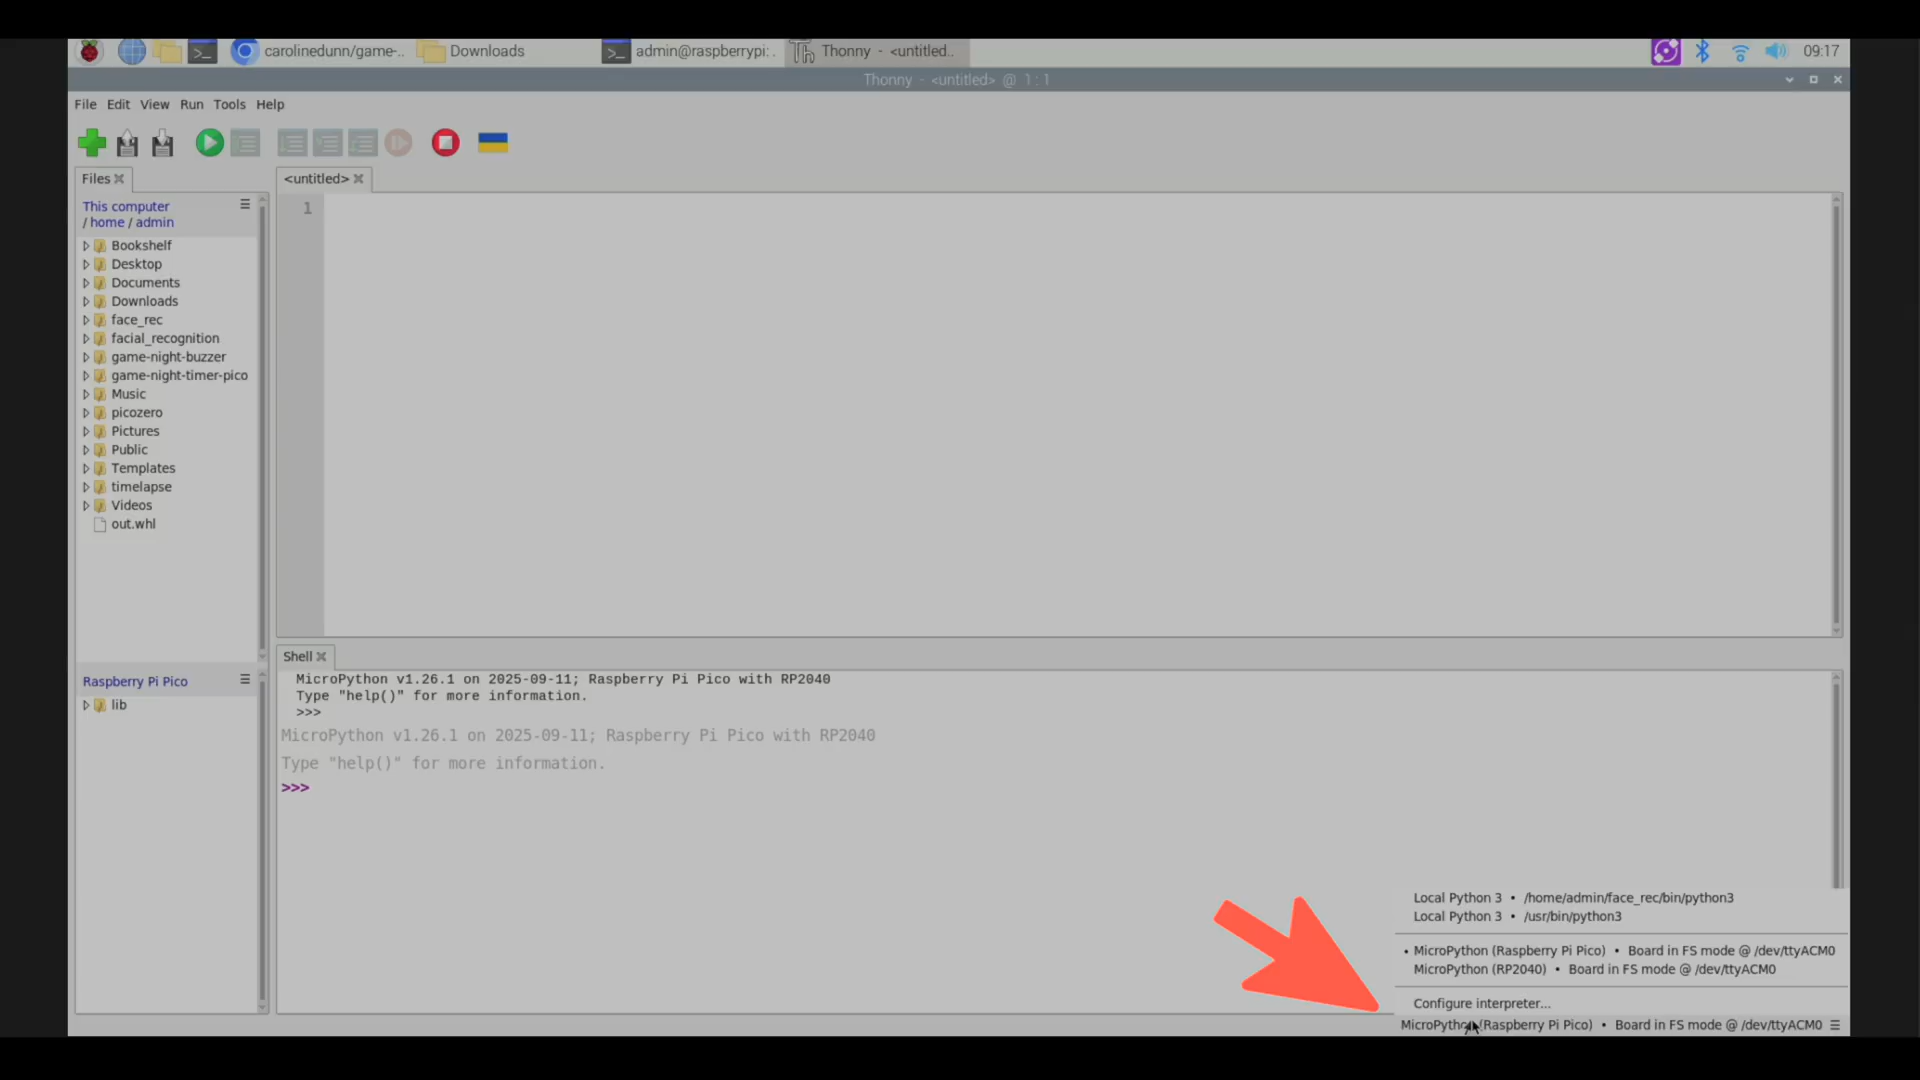 carolinedunn/game-..
Downloads
admin@raspberrypi: .
Thonny - <untitled..
09:17
Thonny - <untitled> @ 1 : 1
File Edit View Run Tools Help
Files
<untitled>
This computer
/ home / admin
1
Bookshelf
Desktop
Documents
Downloads
face_rec
facial_recognition
game-night-buzzer
game-night-timer-pico
Music
picozero
Pictures
Public
Templates
timelapse
Videos
out.whl
Shell
Raspberry Pi Pico
lib
MicroPython v1.26.1 on 2025-09-11; Raspberry Pi Pico with RP2040
Type "help()" for more information.
>>>
MicroPython v1.26.1 on 2025-09-11; Raspberry Pi Pico with RP2040
Type "help()" for more information.
>>>
Local Python 3 • /home/admin/face_rec/bin/python3
Local Python 3 • /usr/bin/python3
• MicroPython (Raspberry Pi Pico) • Board in FS mode @ /dev/ttyACM0
MicroPython (RP2040) • Board in FS mode @ /dev/ttyACM0
Configure interpreter...
MicroPython (Raspberry Pi Pico) • Board in FS mode @ /dev/ttyACM0